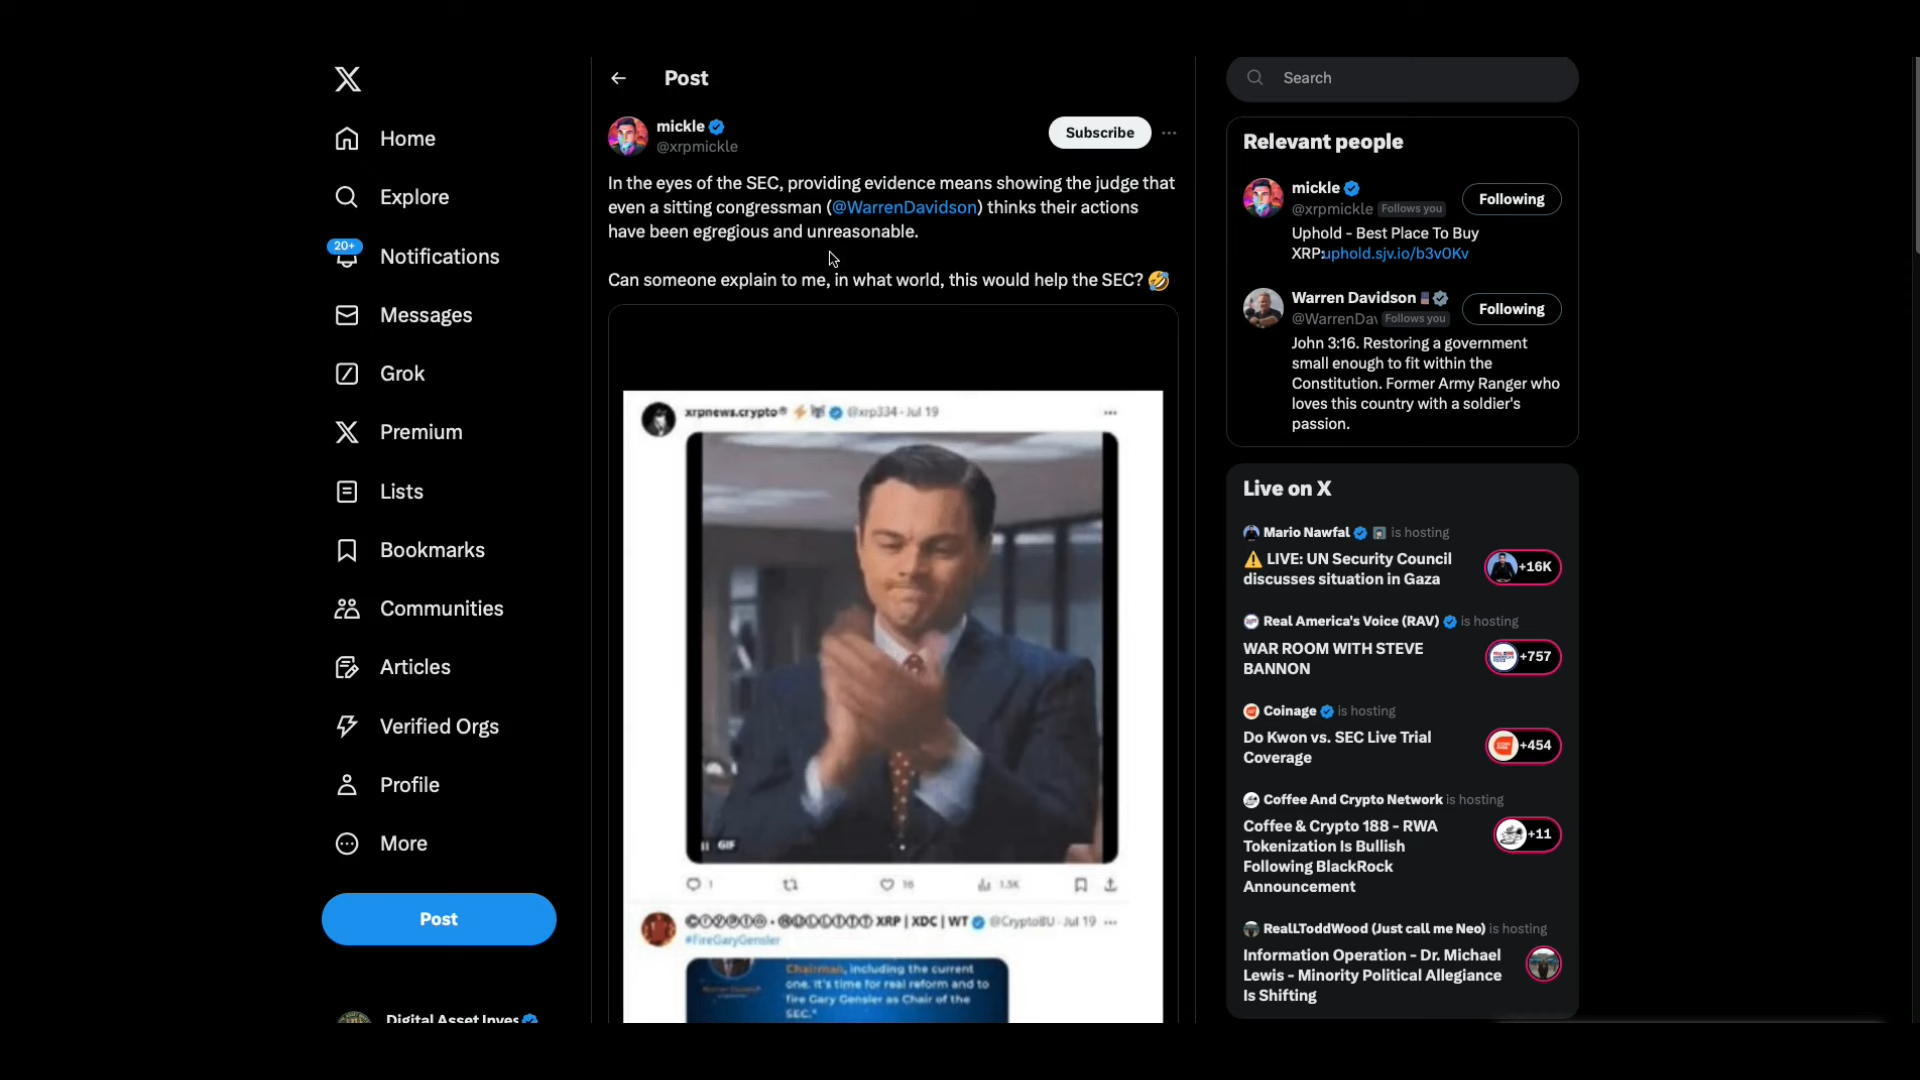 Home
Explore
20+
Notifications
Messages
Grok
Premium
Lists
Bookmarks
Communities
Articles
Verified Orgs
Profile
More
Post
Digital Asset Inves
Post
mickle
@xrpmickle
Subscribe
In the eyes of the SEC, providing evidence means showing the judge that
even a sitting congressman (@WarrenDavidson) thinks their actions
have been egregious and unreasonable.
Can someone explain to me, in what world, this would help the SEC? 🤣
xrpnews.crypto® ⚡ @xrp334 · Jul 19
GIF
1
16
1.5K
Ⓒⓡⓨⓟⓣⓞ • ⒷⓊⓁⓁⒾⓉⓉ XRP | XDC | WT @CryptoBU · Jul 19
#FireGaryGensler
Chairman, including the current
one. It's time for real reform and to
fire Gary Gensler as Chair of the
SEC."
Search
Relevant people
mickle
@xrpmickle Follows you
Following
Uphold - Best Place To Buy
XRP:uphold.sjv.io/b3v0Kv
Warren Davidson
@WarrenDav Follows you
Following
John 3:16. Restoring a government
small enough to fit within the
Constitution. Former Army Ranger who
loves this country with a soldier's
passion.
Live on X
Mario Nawfal is hosting
⚠️ LIVE: UN Security Council
discusses situation in Gaza
+16K
Real America's Voice (RAV) is hosting
WAR ROOM WITH STEVE
BANNON
+757
Coinage is hosting
Do Kwon vs. SEC Live Trial
Coverage
+454
Coffee And Crypto Network is hosting
Coffee & Crypto 188 - RWA
Tokenization Is Bullish
Following BlackRock
Announcement
+11
RealLToddWood (Just call me Neo) is hosting
Information Operation - Dr. Michael
Lewis - Minority Political Allegiance
Is Shifting